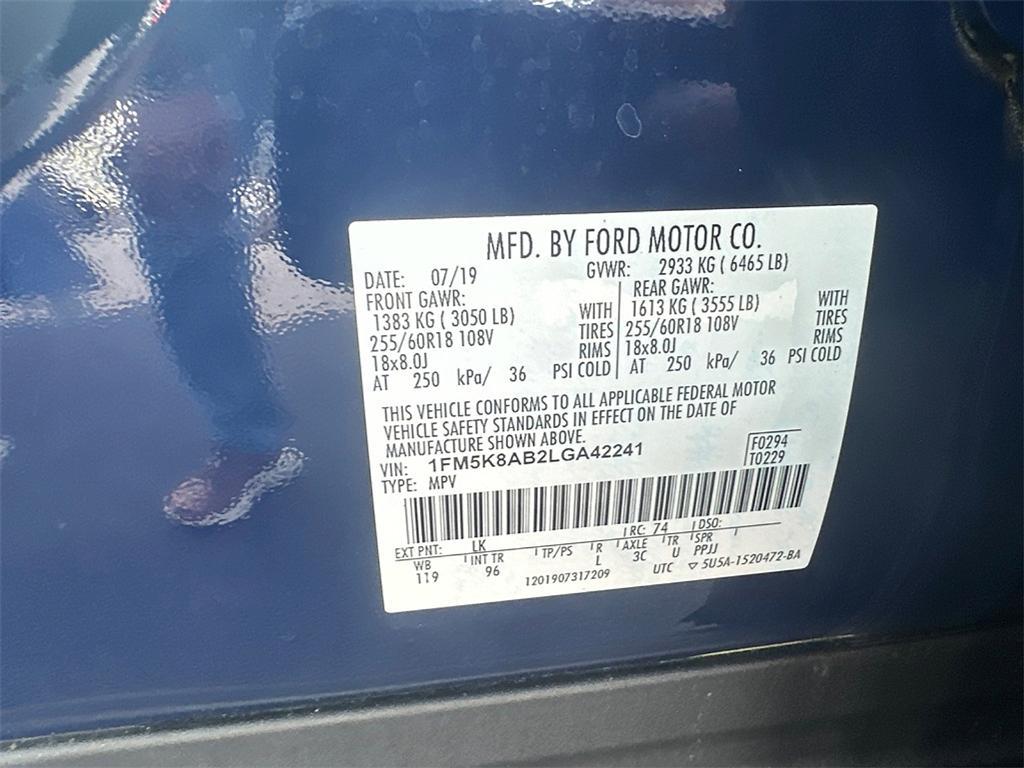 MFD. BY FORD MOTOR CO.
DATE: 07/19 GVWR: 2933 KG ( 6465 LB)
FRONT GAWR: REAR GAWR:
1383 KG ( 3050 LB) WITH 1613 KG ( 3555 LB) WITH
255/60R18 108V TIRES 255/60R18 108V TIRES
18x8.0J RIMS 18x8.0J RIMS
AT 250 kPa/ 36 PSI COLD AT 250 kPa/ 36 PSI COLD
THIS VEHICLE CONFORMS TO ALL APPLICABLE FEDERAL MOTOR
VEHICLE SAFETY STANDARDS IN EFFECT ON THE DATE OF
MANUFACTURE SHOWN ABOVE.
F0294
VIN: 1FM5K8AB2LGA42241
T0229
TYPE: MPV
EXT PNT: LK RC: 74 DSO:
WB INT TR TP/PS R AXLE TR SPR
119 96 L 3C U PPJJ
1201907317209 UTC ▽ 5U5A-1520472-BA